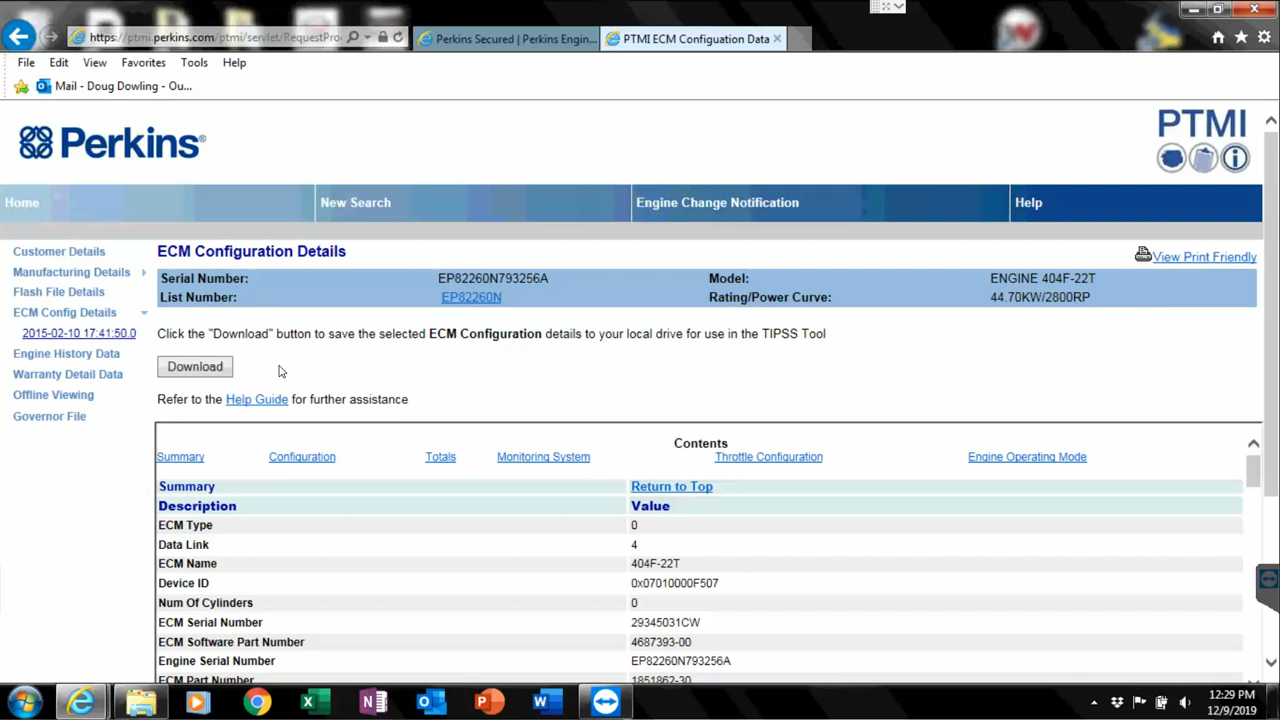 https://ptmi.perkins.com/ptmi/servlet/RequestPro
Perkins Secured | Perkins Engin...
PTMI ECM Configuation Data
File Edit View Favorites Tools Help
Mail - Doug Dowling - Ou...
Perkins®
PTMI
Home New Search Engine Change Notification Help
Customer Details
Manufacturing Details
Flash File Details
ECM Config Details
2015-02-10 17:41:50.0
Engine History Data
Warranty Detail Data
Offline Viewing
Governor File
ECM Configuration Details
View Print Friendly
Serial Number: EP82260N793256A Model: ENGINE 404F-22T
List Number: EP82260N Rating/Power Curve: 44.70KW/2800RP
Click the "Download" button to save the selected ECM Configuration details to your local drive for use in the TIPSS Tool
Download
Refer to the Help Guide for further assistance
Contents
Summary Configuration Totals Monitoring System Throttle Configuration Engine Operating Mode
Summary Return to Top
Description Value
ECM Type 0
Data Link 4
ECM Name 404F-22T
Device ID 0x07010000F507
Num Of Cylinders 0
ECM Serial Number 29345031CW
ECM Software Part Number 4687393-00
Engine Serial Number EP82260N793256A
ECM Part Number 1851862-30
12:29 PM
12/9/2019